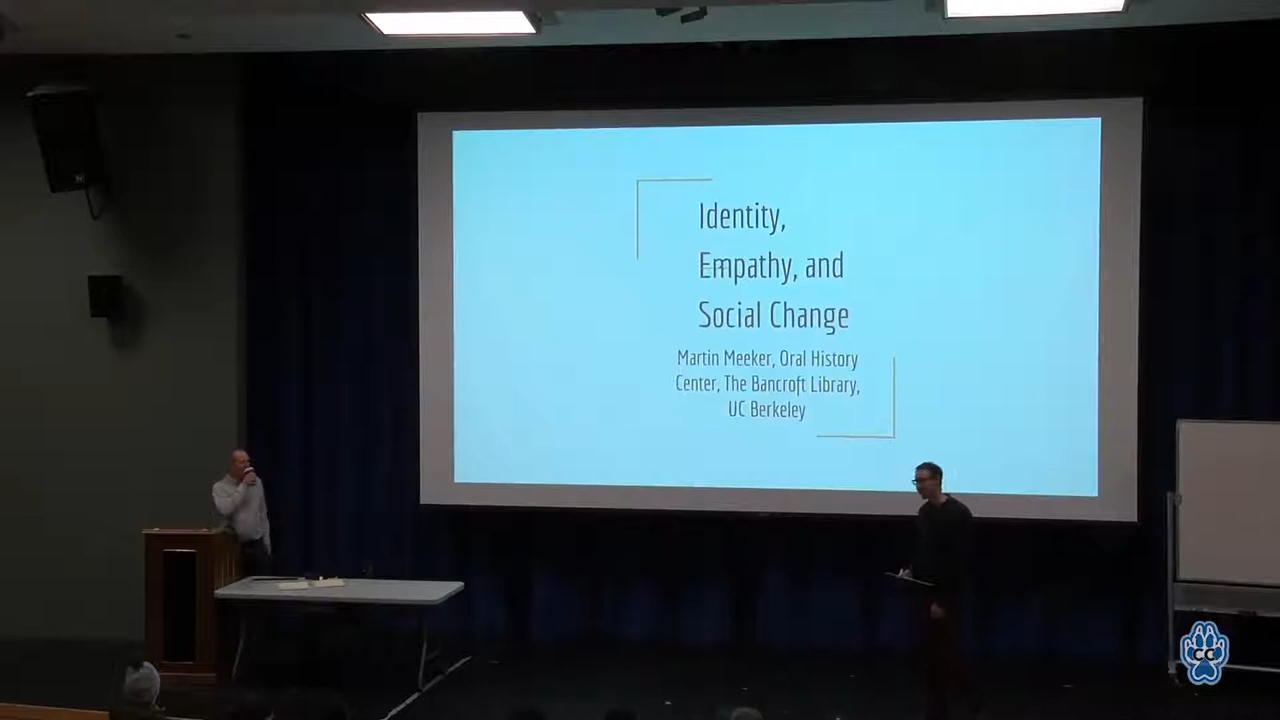 Identity,
Empathy, and
Social Change
Martin Meeker, Oral History
Center, The Bancroft Library,
UC Berkeley
CC